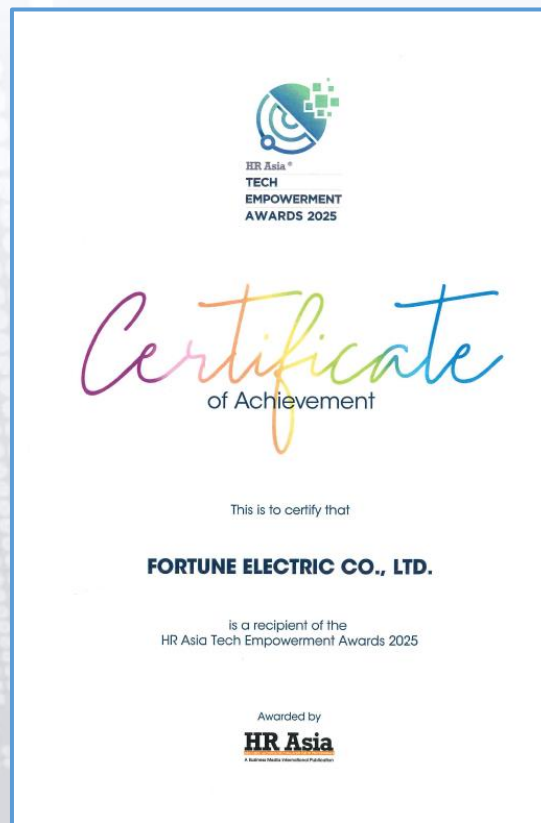 HR Asia®
TECH
EMPOWERMENT
AWARDS 2025
Certificate
of Achievement
This is to certify that
FORTUNE ELECTRIC CO., LTD.
is a recipient of the
HR Asia Tech Empowerment Awards 2025
Awarded by
HR Asia
A Business Media International Publication